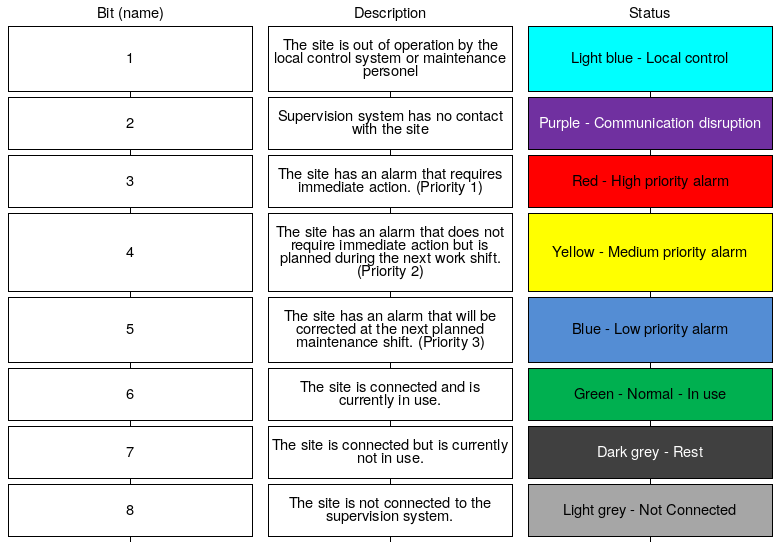 Bit (name) Description Status
1
The site is out of operation by the
local control system or maintenance
personel
Light blue - Local control
2
Supervision system has no contact
with the site
Purple - Communication disruption
3
The site has an alarm that requires
immediate action. (Priority 1)
Red - High priority alarm
4
The site has an alarm that does not
require immediate action but is
planned during the next work shift.
(Priority 2)
Yellow - Medium priority alarm
5
The site has an alarm that will be
corrected at the next planned
maintenance shift. (Priority 3)
Blue - Low priority alarm
6
The site is connected and is
currently in use.
Green - Normal - In use
7
The site is connected but is currently
not in use.
Dark grey - Rest
8
The site is not connected to the
supervision system.
Light grey - Not Connected